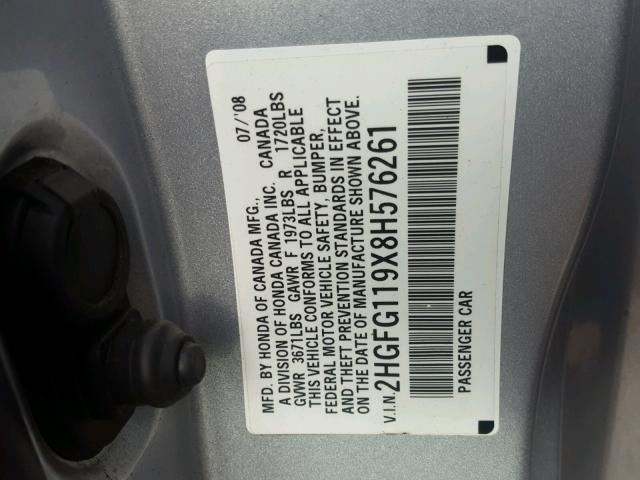 MFD. BY HONDA OF CANADA MFG., 07/'08
A DIVISION OF HONDA CANADA INC. CANADA
GVWR 3671LBS GAWR F 1973LBS R 1720LBS
THIS VEHICLE CONFORMS TO ALL APPLICABLE
FEDERAL MOTOR VEHICLE SAFETY, BUMPER,
AND THEFT PREVENTION STANDARDS IN EFFECT
ON THE DATE OF MANUFACTURE SHOWN ABOVE.
V.I.N. 2HGFG119X8H576261
PASSENGER CAR